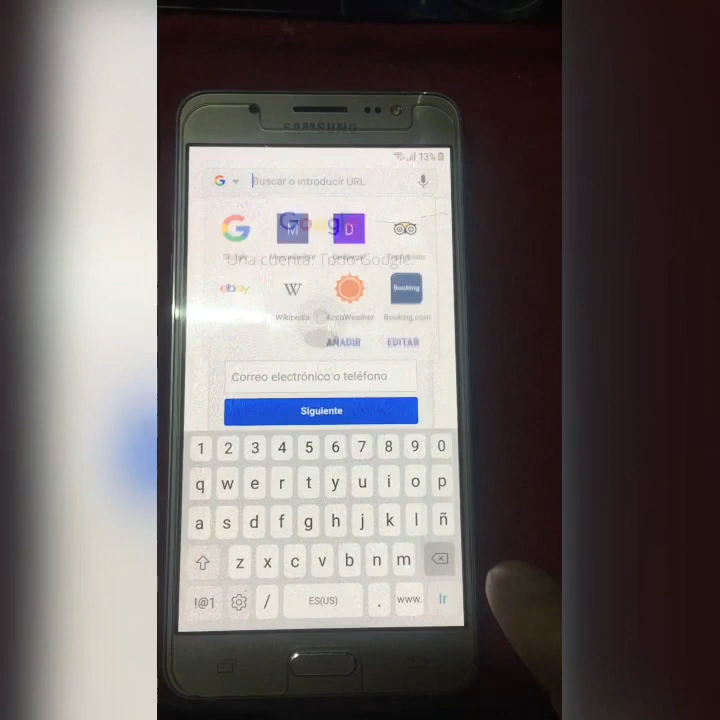 SAMSUNG
13%
Buscar o introducir URL
Google
M D
Una cuenta. Todo Google.
ebay W Booking
Wikipedia AccuWeather Booking.com
AÑADIR EDITAR
Correo electrónico o teléfono
Siguiente
1 2 3 4 5 6 7 8 9 0
q w e r t y u i o p
a s d f g h j k l ñ
z x c v b n m
!@1 / ES(US) . www. Ir